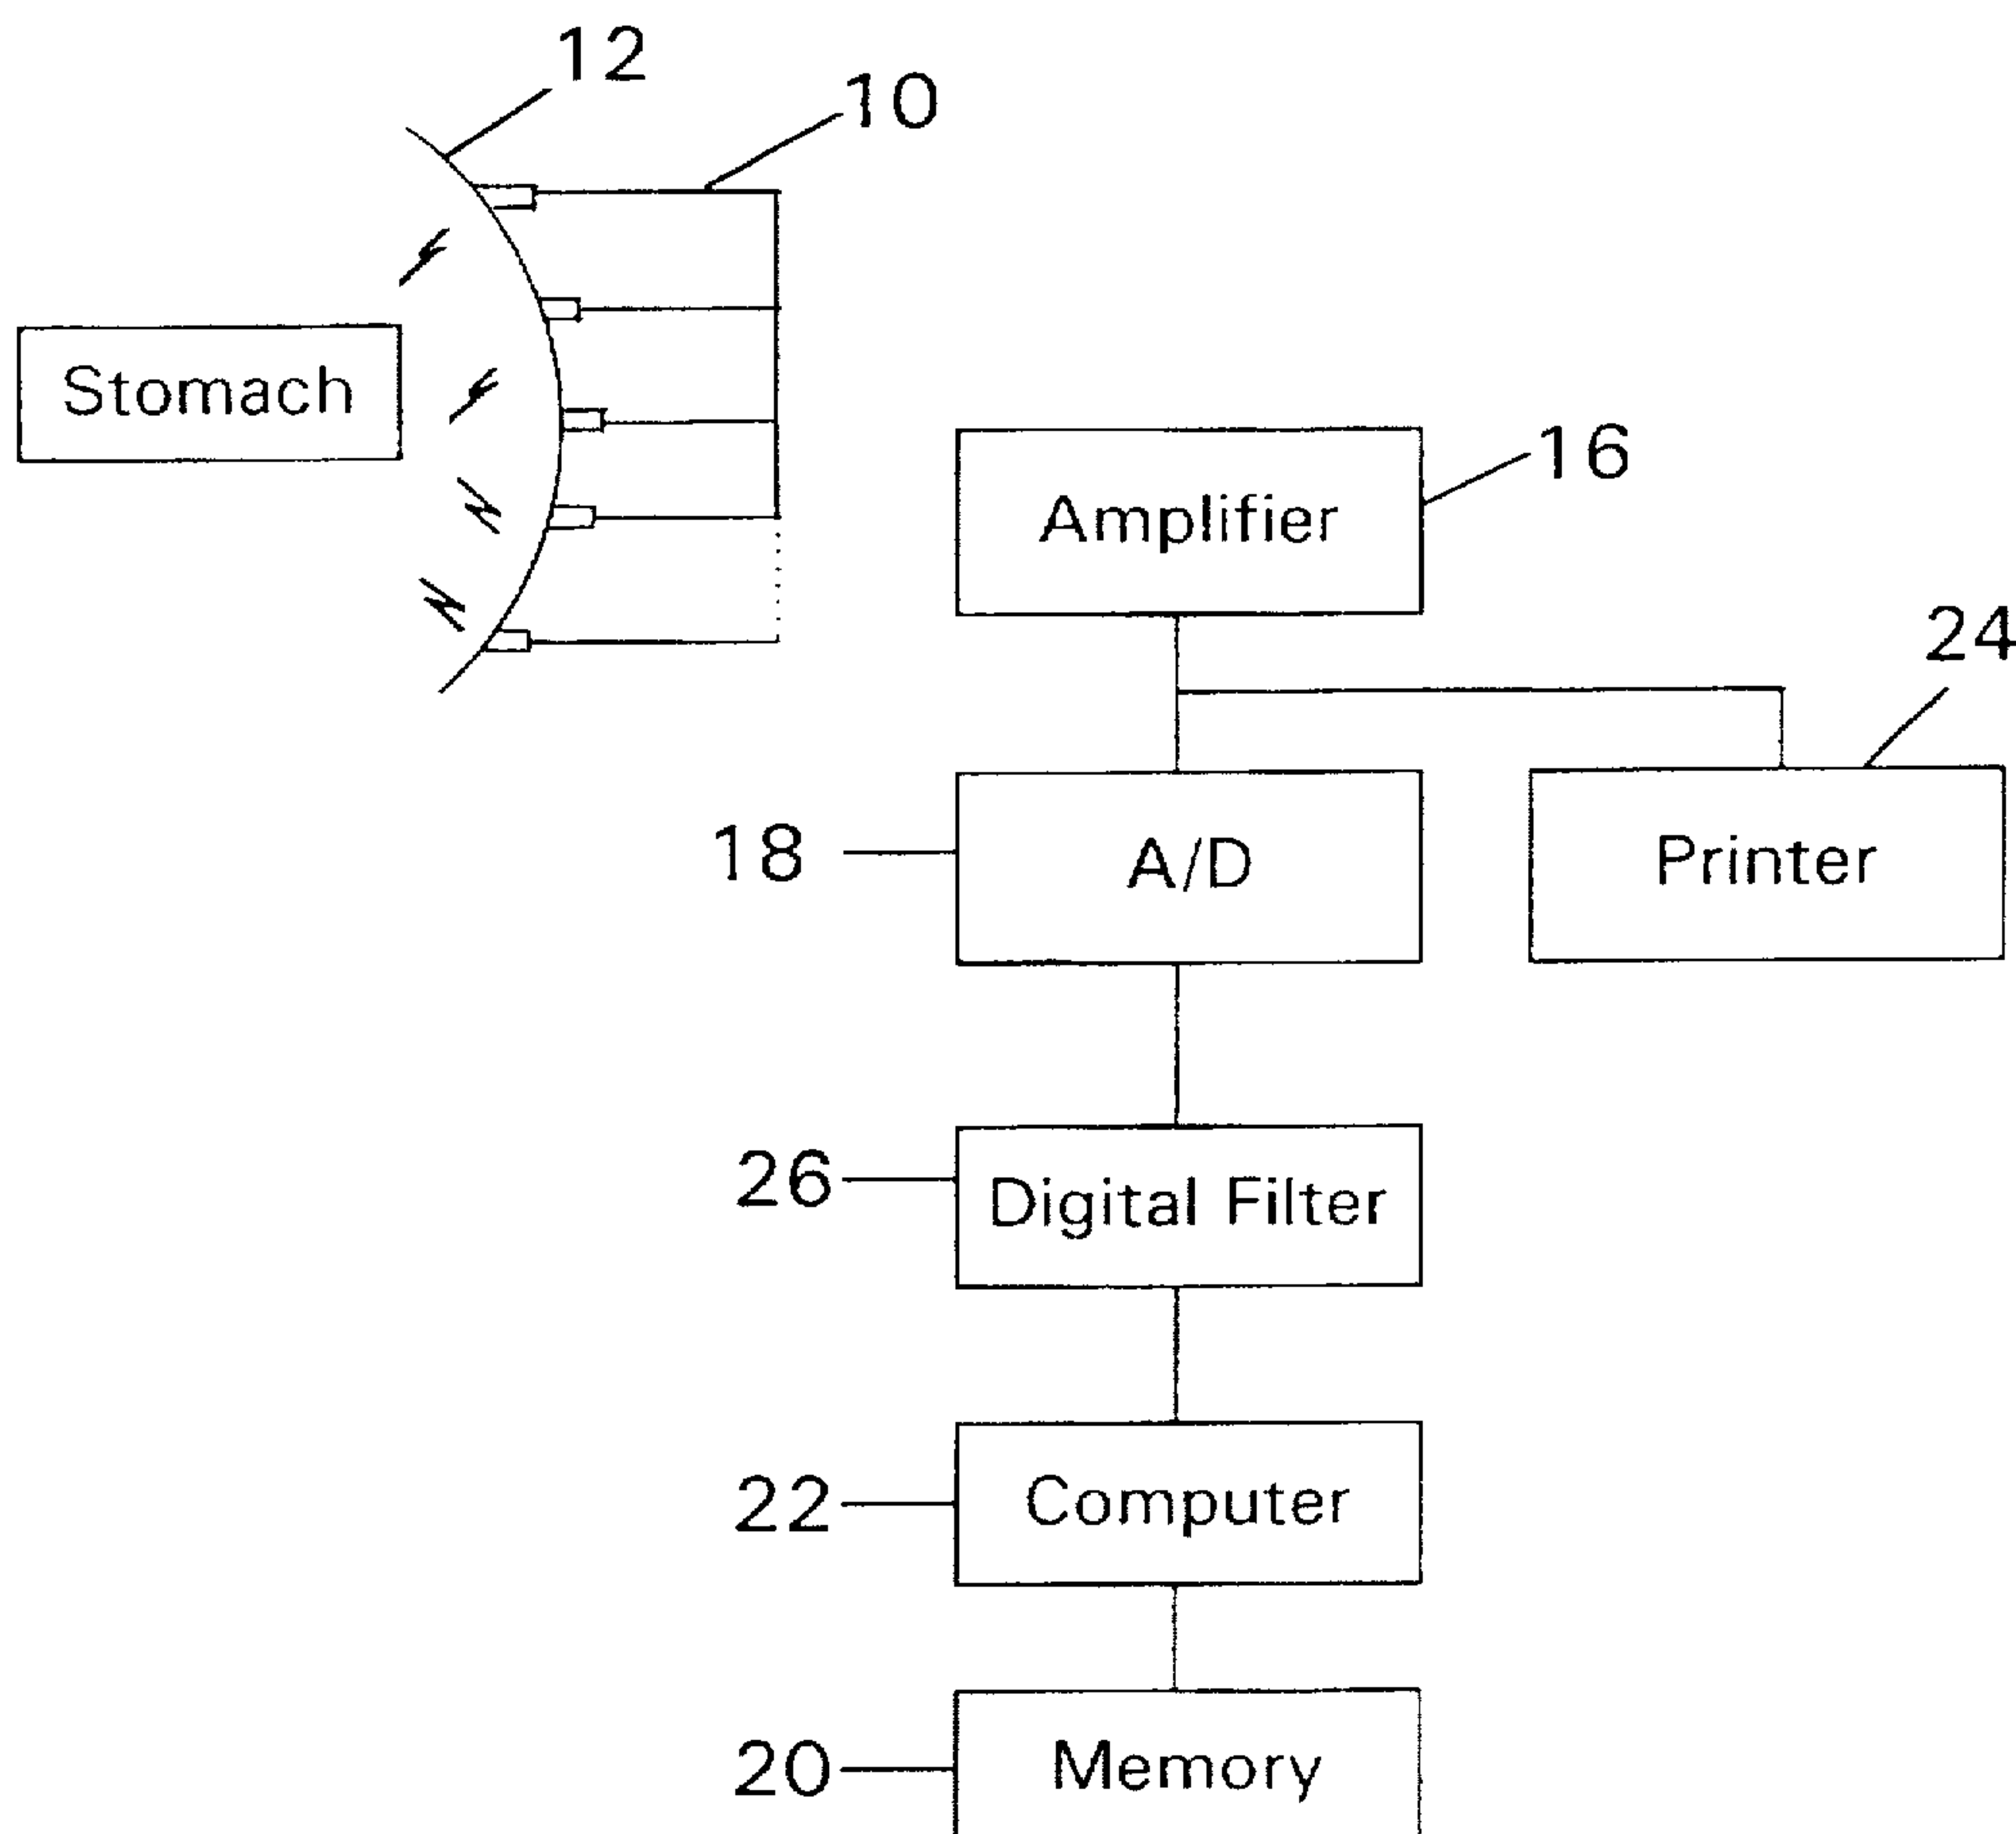 12
10
Stomach
Amplifier
16
24
18
A/D
Printer
26
Digital Filter
22
Computer
20
Memory